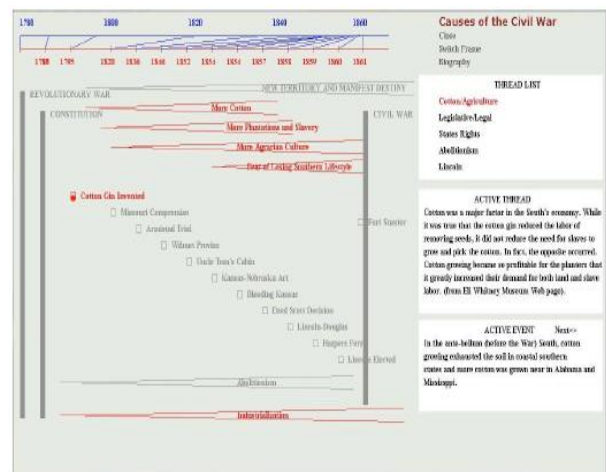 1780 1800 1820 1840 1860
Causes of the Civil War
Close
Switch Frame
Biography
1793 1820 1836 1846 1852 1854 1854 1857 1858 1859 1860 1861
NEW TERRITORY AND MANIFEST DESTINY
REVOLUTIONARY WAR
More Cotton
CONSTITUTION
CIVIL WAR
More Plantations and Slavery
More Agrarian Culture
Fear of Losing Southern Lifestyle
Cotton Gin Invented
Missouri Compromise
Fort Sumter
Amistad Trial
Wilmot Proviso
Uncle Tom's Cabin
Kansas-Nebraska Act
Bleeding Kansas
Dred Scott Decision
Lincoln-Douglas
Harpers Ferry
Lincoln Elected
Abolitionism
Industrialization
THREAD LIST
Cotton/Agriculture
Legislative/Legal
States Rights
Abolitionism
Lincoln
ACTIVE THREAD
Cotton was a major factor in the South's economy. While
it was true that the cotton gin reduced the labor of
removing seeds, it did not reduce the need for slaves to
grow and pick the cotton. In fact, the opposite occurred.
Cotton growing became so profitable for the planters that
it greatly increased their demand for both land and slave
labor. (from Eli Whitney Museum Web page).
ACTIVE EVENT Next>>
In the ante-bellum (before the War) South, cotton
growing exhausted the soil in coastal southern
states and more cotton was grown near in Alabama and
Mississippi.